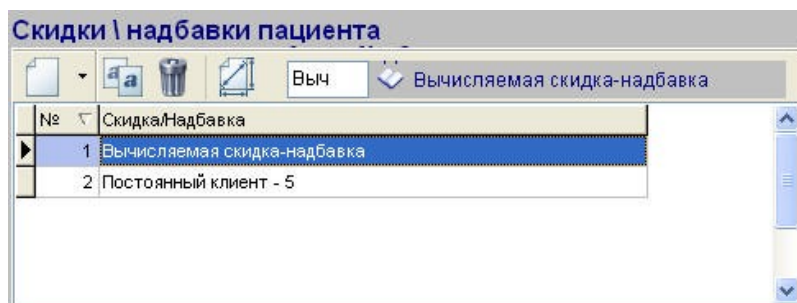 Скидки \ надбавки пациента
Выч Вычисляемая скидка-надбавка
№ Скидка/Надбавка
1 Вычисляемая скидка-надбавка
2 Постоянный клиент - 5